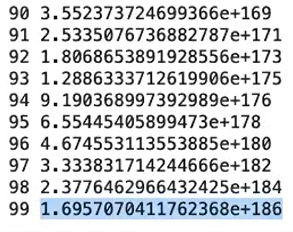 90 3.552373724699366e+169
91 2.5335076736882787e+171
92 1.8068653891928556e+173
93 1.2886333712619906e+175
94 9.190368997392989e+176
95 6.55445405899473e+178
96 4.674553113553885e+180
97 3.333831714244666e+182
98 2.3776462966432425e+184
99 1.6957070411762368e+186